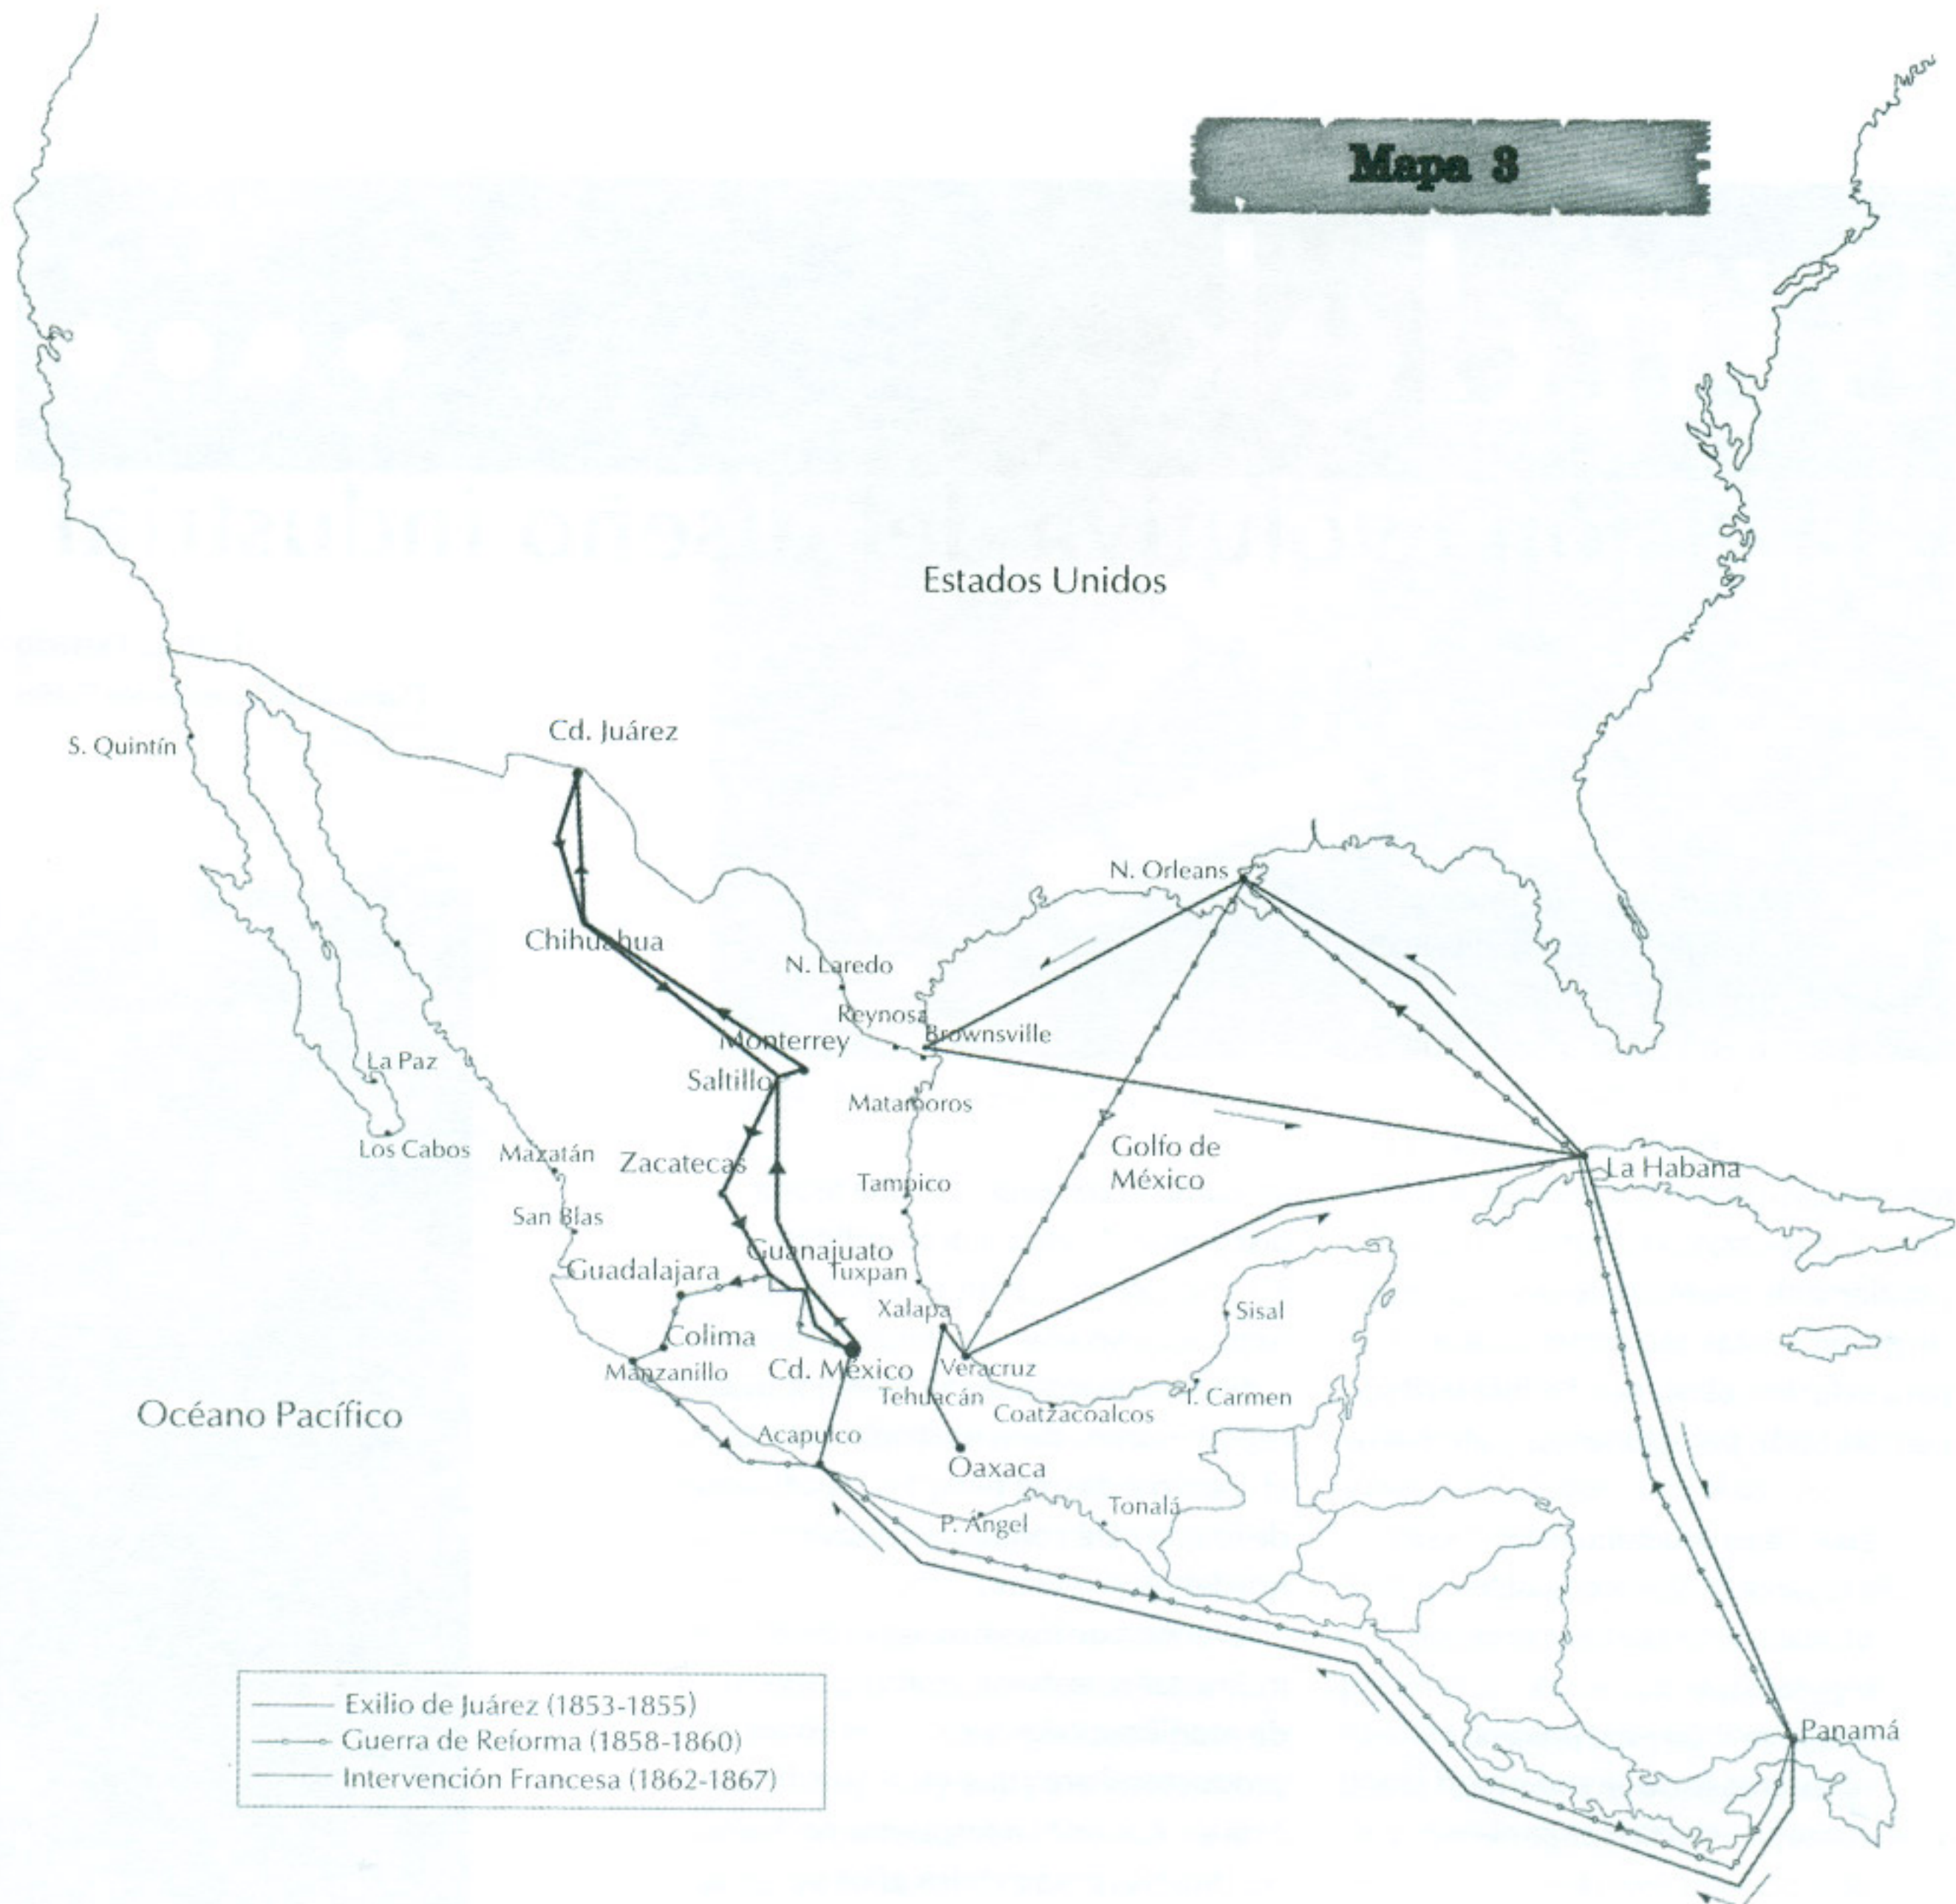 Mapa 3
Estados Unidos
Cd. Juárez
S. Quintín
N. Orleans
Chihuahua
N. Laredo
Reynosa
Brownsville
Monterrey
Saltillo
La Paz
Matamoros
Los Cabos
Mazatán
Zacatecas
Golfo de
México
La Habana
Tampico
San Blas
Guanajuato
Guadalajara
Tuxpan
Xalapa
Sisal
Colima
Manzanillo
Cd. México
Veracruz
Tehuacán
I. Carmen
Coatzacoalcos
Océano Pacífico
Acapulco
Oaxaca
Tonalá
P. Ángel
Panamá
Exilio de Juárez (1853-1855)
Guerra de Reforma (1858-1860)
Intervención Francesa (1862-1867)